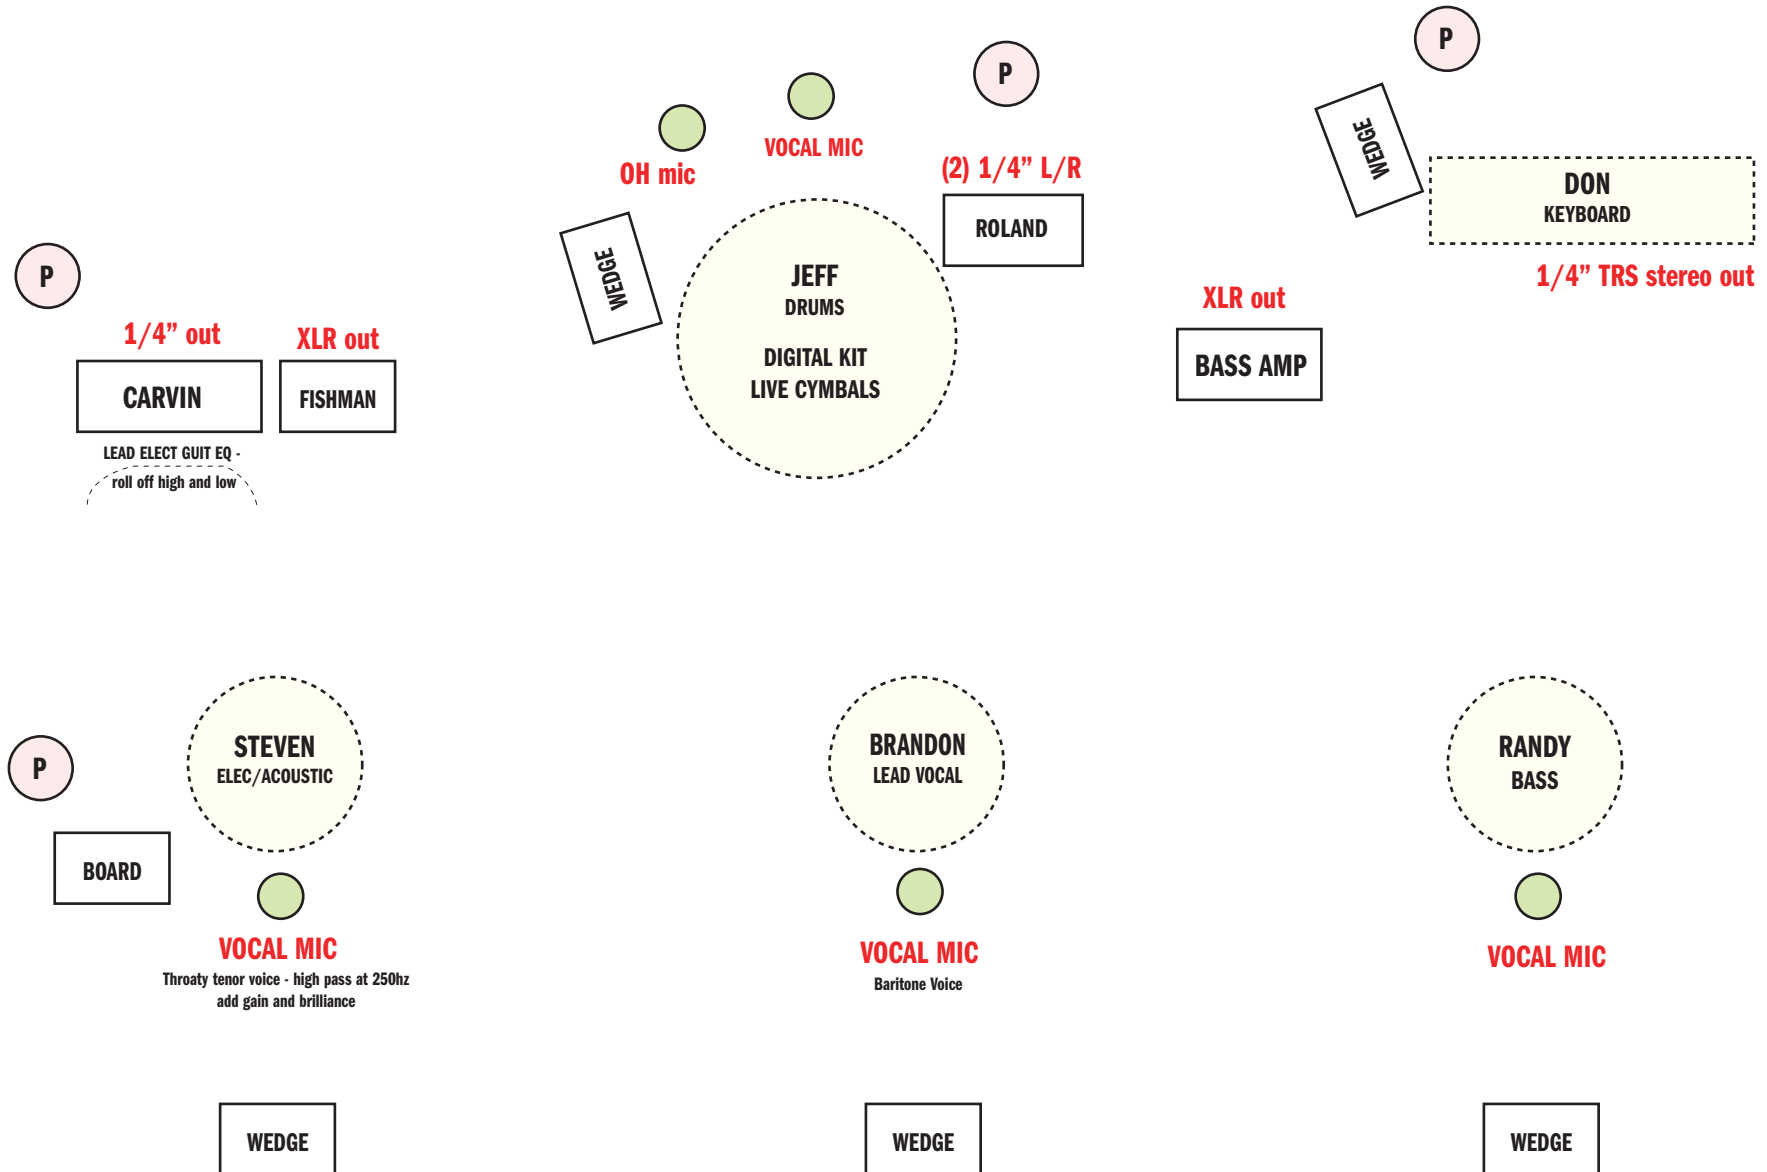 P
P
VOCAL MIC
OH mic
(2) 1/4” L/R
WEDGE
DON
KEYBOARD
ROLAND
WEDGE
P
JEFF
DRUMS
1/4” TRS stereo out
XLR out
1/4” out
XLR out
DIGITAL KIT
LIVE CYMBALS
BASS AMP
CARVIN
FISHMAN
LEAD ELECT GUIT EQ -
roll off high and low
STEVEN
ELEC/ACOUSTIC
BRANDON
LEAD VOCAL
RANDY
BASS
P
BOARD
VOCAL MIC
Throaty tenor voice - high pass at 250hz
add gain and brilliance
VOCAL MIC
Baritone Voice
VOCAL MIC
WEDGE
WEDGE
WEDGE